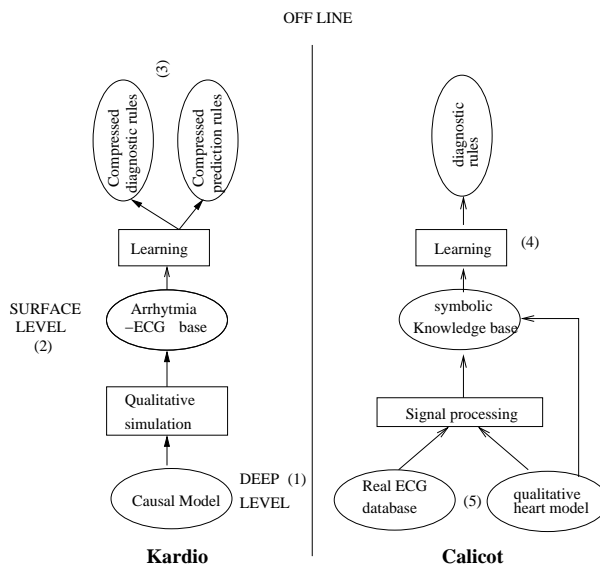 OFF LINE
(3)
Compressed
diagnostic rules
Compressed
prediction rules
Learning
SURFACE
LEVEL
(2)
Arrhytmia
−ECG base
Qualitative
simulation
Causal Model
DEEP (1)
LEVEL
Kardio
diagnostic
rules
Learning
(4)
symbolic
Knowledge base
Signal processing
Real ECG
database
(5)
qualitative
heart model
Calicot